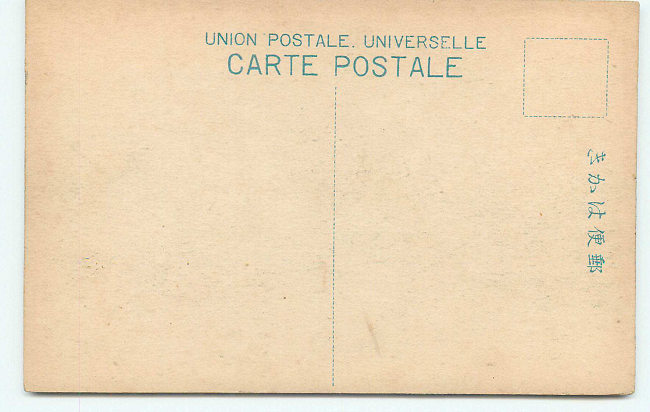 UNION POSTALE. UNIVERSELLE
CARTE POSTALE
郵便はかき